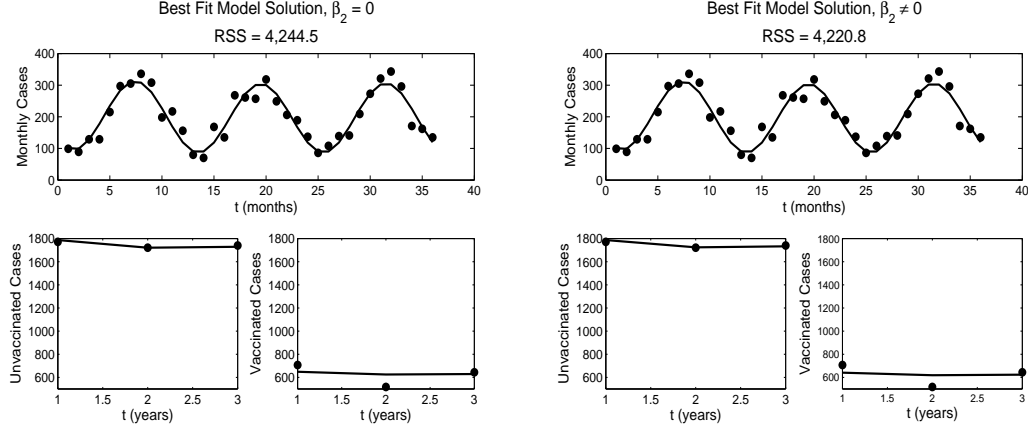 Best Fit Model Solution, β₂ = 0
RSS = 4,244.5
Monthly Cases
400
300
200
100
0
0 5 10 15 20 25 30 35 40
t (months)
Unvaccinated Cases
1800
1600
1400
1200
1000
800
600
1 1.5 2 2.5 3
t (years)
Vaccinated Cases
1800
1600
1400
1200
1000
800
600
1 1.5 2 2.5 3
t (years)
Best Fit Model Solution, β₂ ≠ 0
RSS = 4,220.8
Monthly Cases
400
300
200
100
0
0 5 10 15 20 25 30 35 40
t (months)
Unvaccinated Cases
1800
1600
1400
1200
1000
800
600
1 1.5 2 2.5 3
t (years)
Vaccinated Cases
1800
1600
1400
1200
1000
800
600
1 1.5 2 2.5 3
t (years)